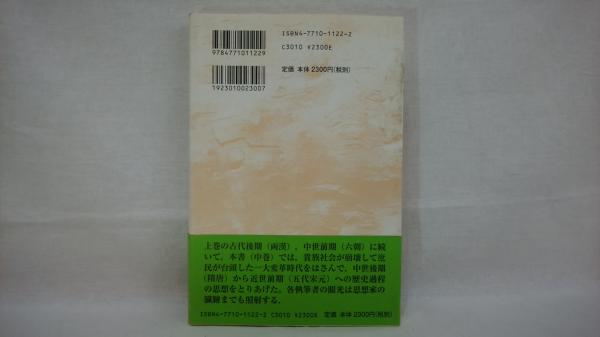 ISBN4-7710-1122-2
C3010 ¥2300E
9784771011229
定価 本体2300円(税別)
1923010023007
上巻の古代後期（両漢）、中世前期（六朝）に続
いて、本書（中巻）では、貴族社会が崩壊して庶
民が台頭した一大変革時代をはさんで、中世後期
（隋唐）から近世前期（五代宋元）への歴史過程
の思想をとりあげた。各執筆者の眼光は思想家の
臓腑までも照射する。
ISBN4-7710-1122-2 C3010 ¥2300E 定価 本体2300円(税別)